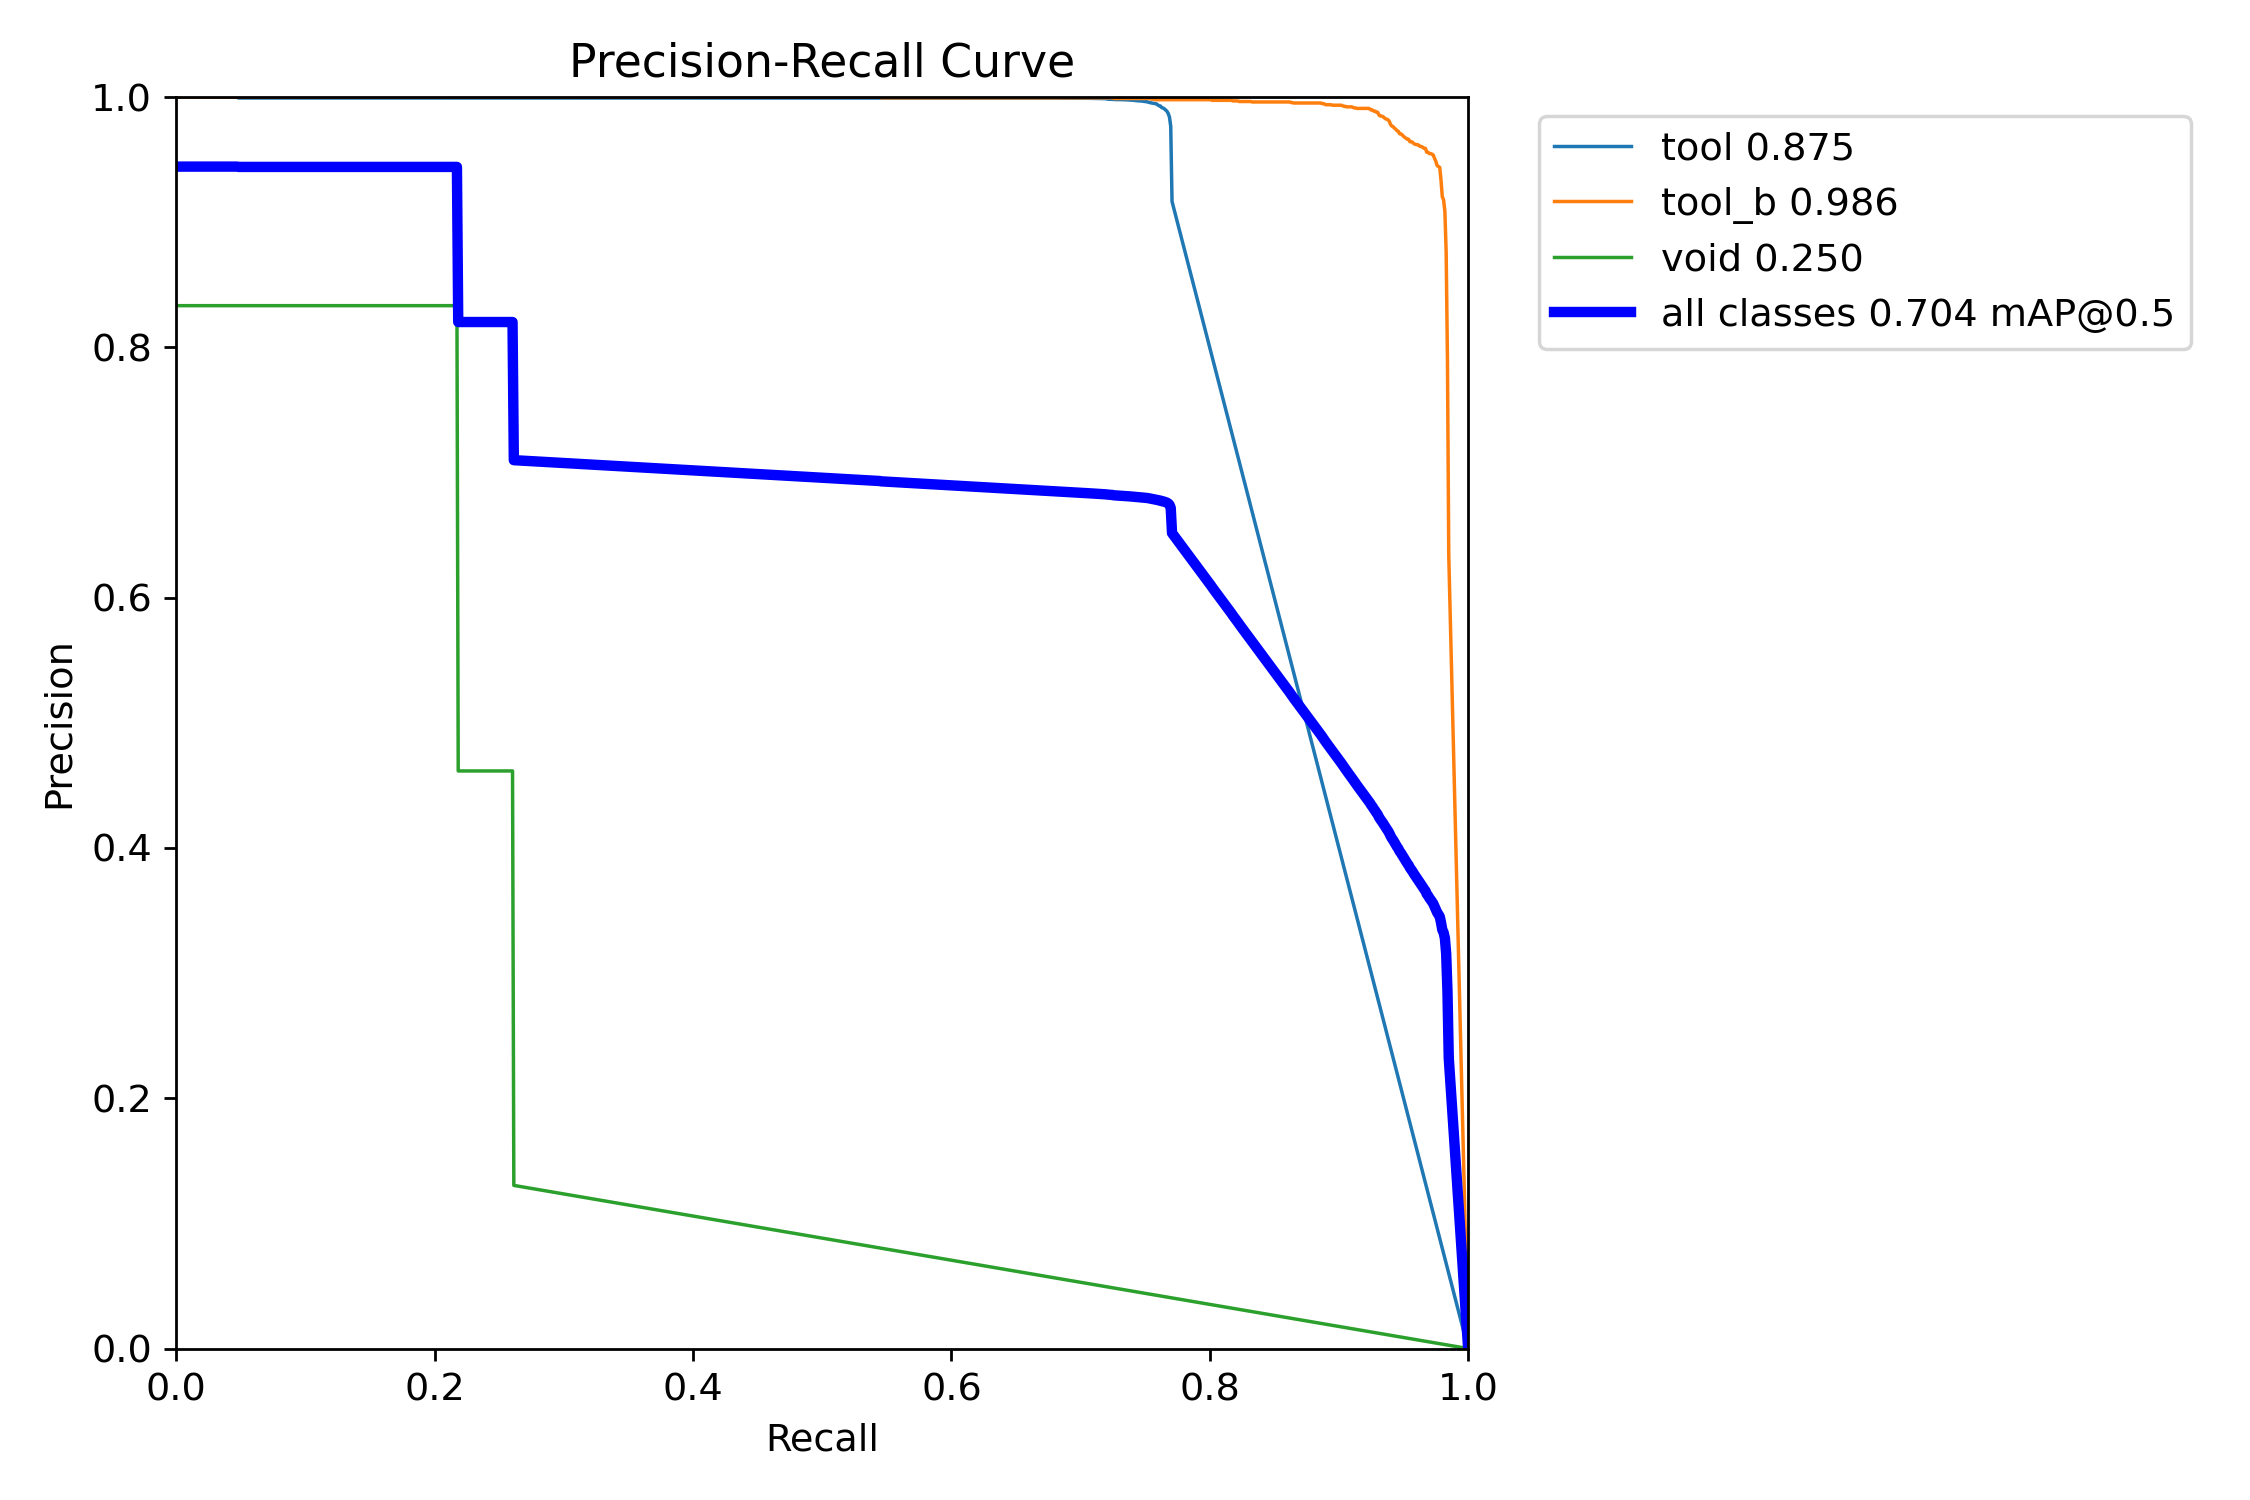 Precision-Recall Curve
1.0
0.8
0.6
0.4
0.2
0.0
Precision
0.0 0.2 0.4 0.6 0.8 1.0
Recall
tool 0.875
tool_b 0.986
void 0.250
all classes 0.704 mAP@0.5